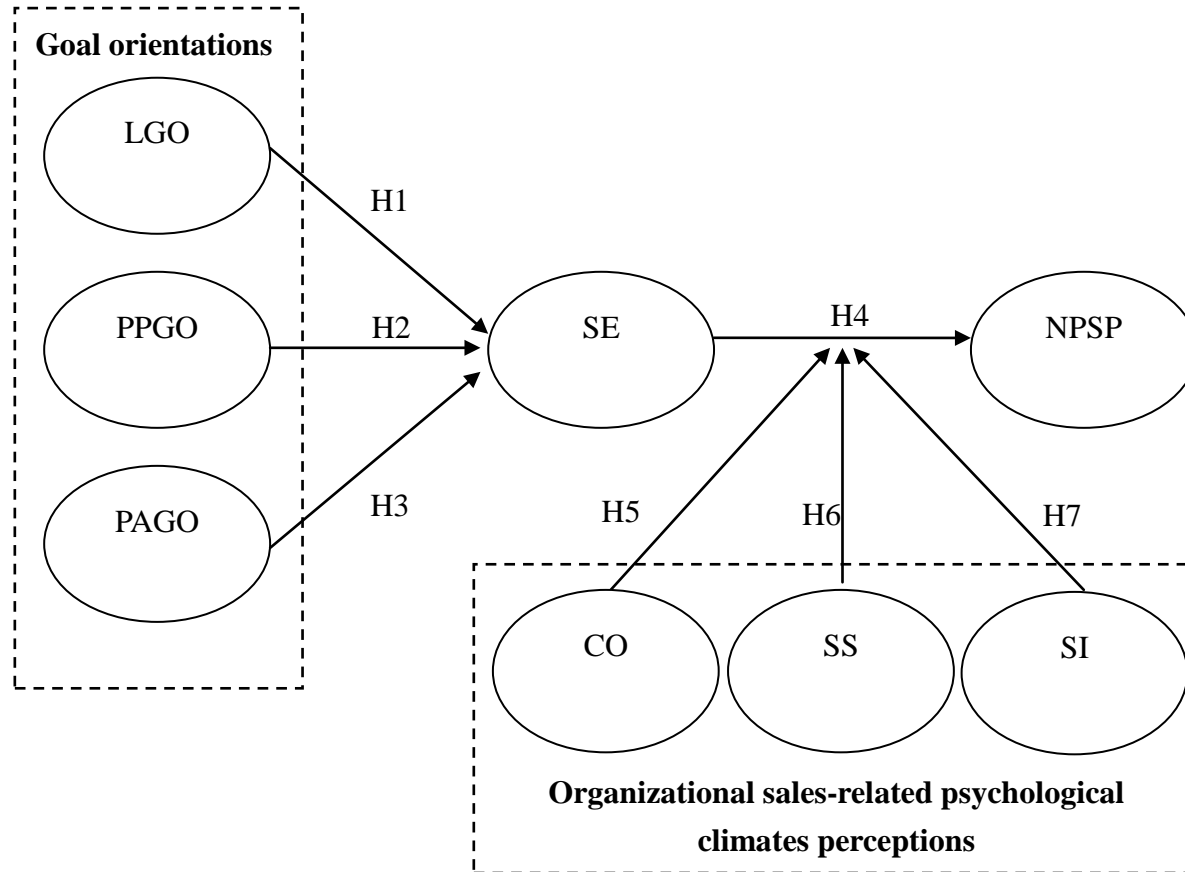 Goal orientations
LGO
H1
PPGO
H2
SE
H4
NPSP
PAGO
H3
H5
H6
H7
CO
SS
SI
Organizational sales-related psychological
climates perceptions